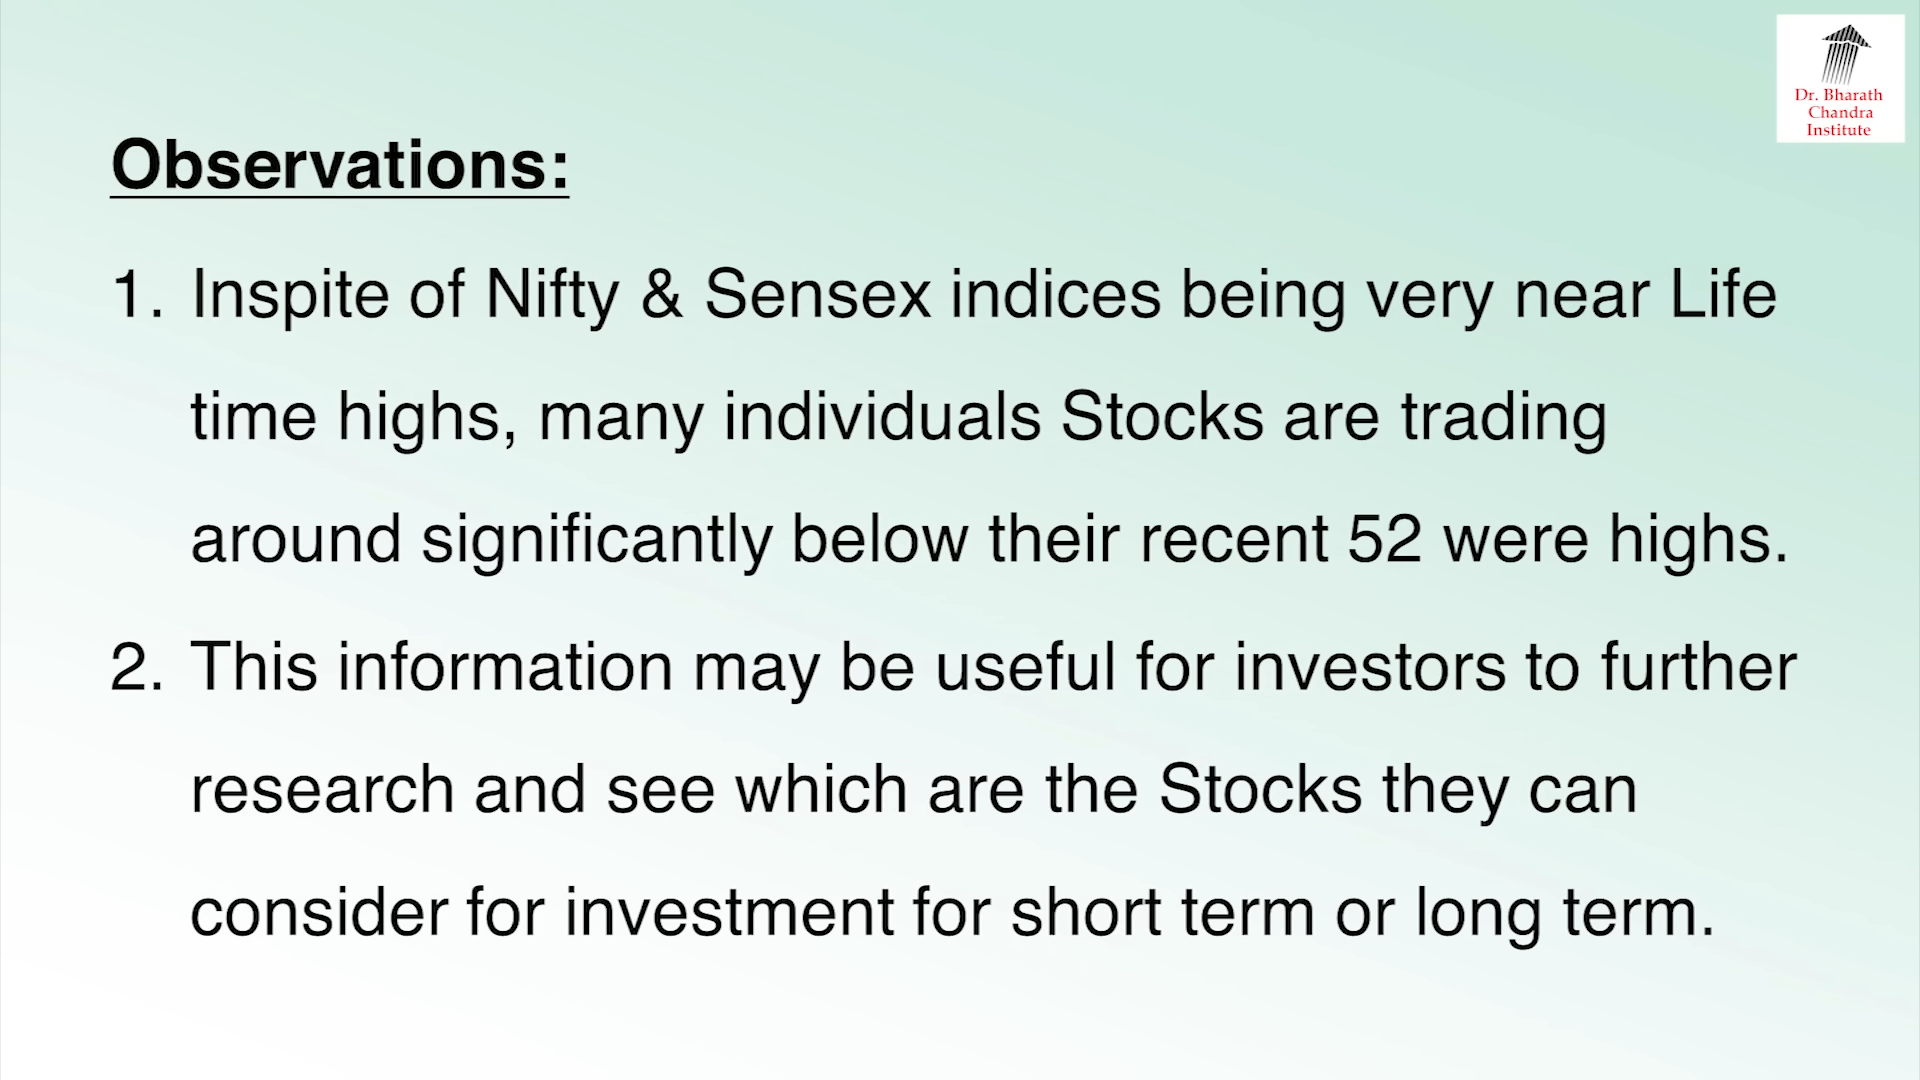 Dr. Bharath
Chandra
Institute
Observations:
1. Inspite of Nifty & Sensex indices being very near Life
time highs, many individuals Stocks are trading
around significantly below their recent 52 were highs.
2. This information may be useful for investors to further
research and see which are the Stocks they can
consider for investment for short term or long term.